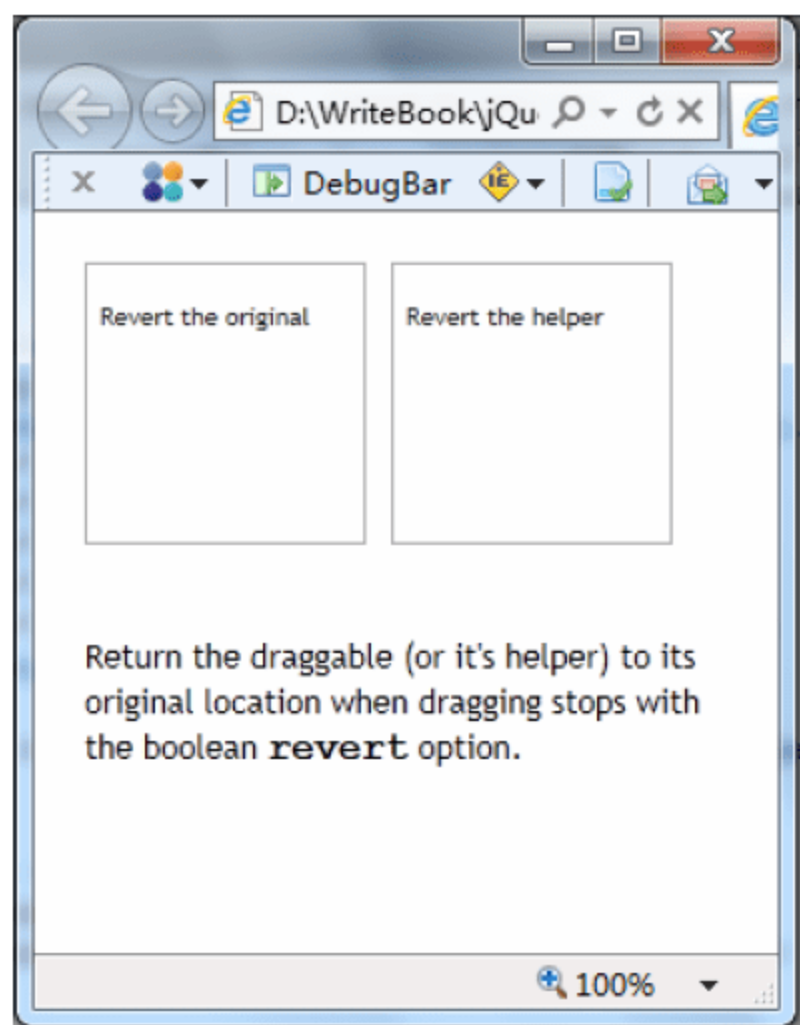 D:\WriteBook\jQu
DebugBar
Revert the original
Revert the helper
Return the draggable (or it's helper) to its
original location when dragging stops with
the boolean revert option.
100%